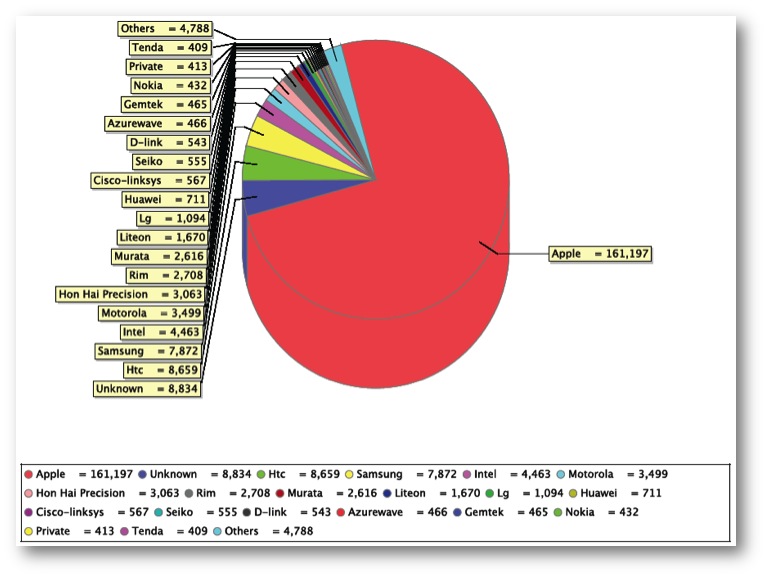 Others = 4,788
Tenda = 409
Private = 413
Nokia = 432
Gemtek = 465
Azurewave = 466
D-link = 543
Seiko = 555
Cisco-linksys = 567
Huawei = 711
Lg = 1,094
Liteon = 1,670
Murata = 2,616
Rim = 2,708
Hon Hai Precision = 3,063
Motorola = 3,499
Intel = 4,463
Samsung = 7,872
Htc = 8,659
Unknown = 8,834
Apple = 161,197
Apple = 161,197 Unknown = 8,834 Htc = 8,659 Samsung = 7,872 Intel = 4,463 Motorola = 3,499
Hon Hai Precision = 3,063 Rim = 2,708 Murata = 2,616 Liteon = 1,670 Lg = 1,094 Huawei = 711
Cisco-linksys = 567 Seiko = 555 D-link = 543 Azurewave = 466 Gemtek = 465 Nokia = 432
Private = 413 Tenda = 409 Others = 4,788